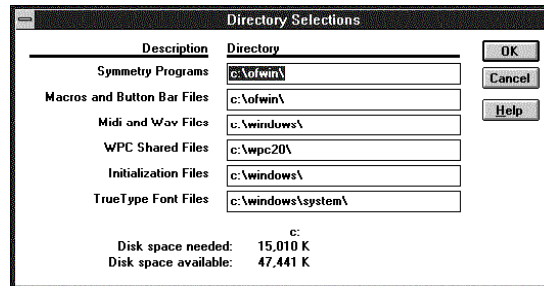 Directory Selections
Description Directory
Symmetry Programs c:\ofwin\
Macros and Button Bar Files c:\ofwin\
Midi and Wav Files c:\windows\
WPC Shared Files c:\wpc20\
Initialization Files c:\windows\
TrueType Font Files c:\windows\system\
c:
Disk space needed: 15,010 K
Disk space available: 47,441 K
OK
Cancel
Help